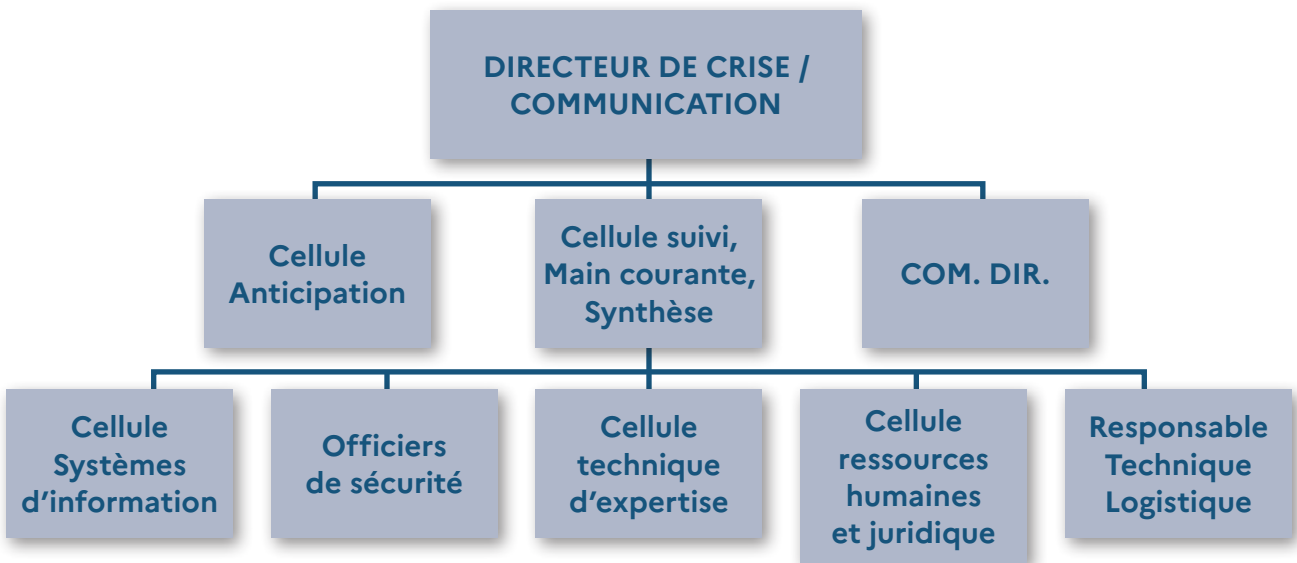 DIRECTEUR DE CRISE /
COMMUNICATION
Cellule
Anticipation
Cellule suivi,
Main courante,
Synthèse
COM. DIR.
Cellule
Systèmes
d’information
Officiers
de sécurité
Cellule
technique
d’expertise
Cellule
ressources
humaines
et juridique
Responsable
Technique
Logistique